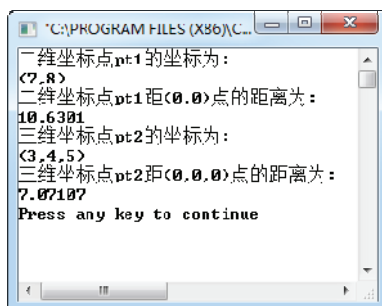 "C:\PROGRAM FILES (X86)\C...
二维坐标点pt1的坐标为:
(7,8)
二维坐标点pt1距(0.0)点的距离为:
10.6301
三维坐标点pt2的坐标为:
(3,4,5)
三维坐标点pt2距(0,0,0)点的距离为:
7.07107
Press any key to continue